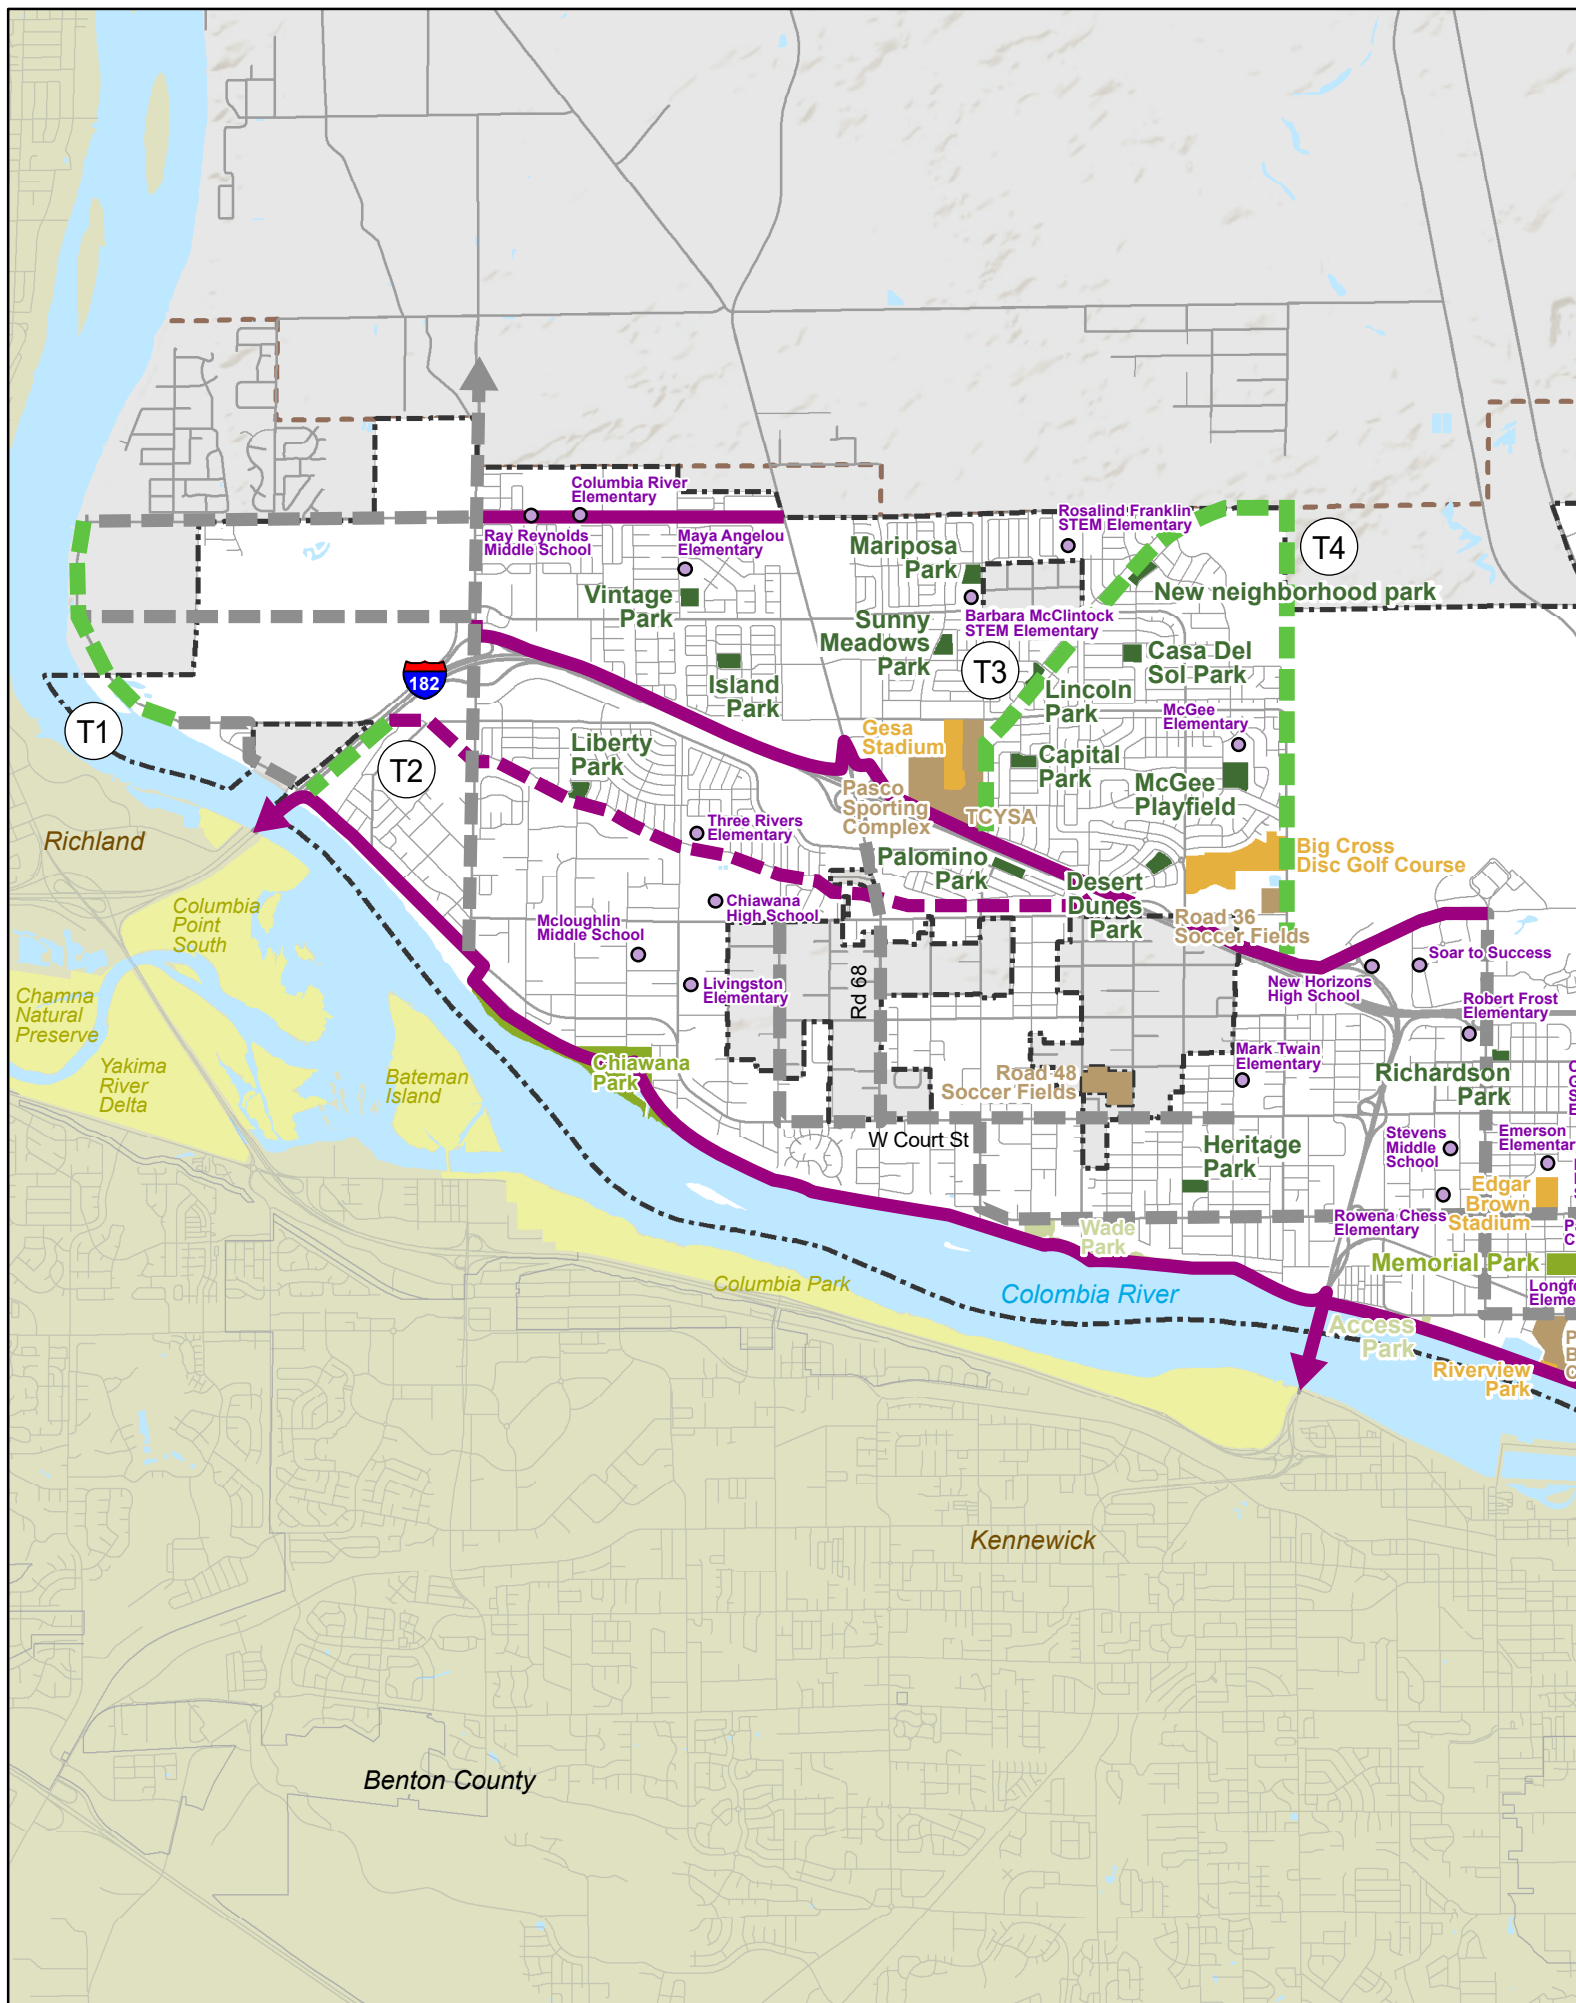 Columbia River
Elementary
Ray Reynolds
Middle School
Maya Angelou
Elementary
Rosalind Franklin
STEM Elementary
T4
Mariposa
Park
New neighborhood park
Vintage
Park
Barbara McClintock
STEM Elementary
Sunny
Meadows
Park
T3
Casa Del
Sol Park
182
Island
Park
Lincoln
Park
McGee
Elementary
T1
T2
Liberty
Park
Gesa
Stadium
Capital
Park
McGee
Playfield
Pasco
Sporting
Complex
TCYSA
Richland
Three Rivers
Elementary
Palomino
Park
Big Cross
Disc Golf Course
Desert
Dunes
Park
Columbia
Point
South
Chiawana
High School
Mcloughlin
Middle School
Road 36
Soccer Fields
Soar to Success
Livingston
Elementary
Rd 68
New Horizons
High School
Robert Frost
Elementary
Chamna
Natural
Preserve
Yakima
River
Delta
Bateman
Island
Chiawana
Park
Road 48
Soccer Fields
Mark Twain
Elementary
Richardson
Park
C
G
S
E
W Court St
Heritage
Park
Stevens
Middle
School
Emerson
Elementar
Edgar
Brown
Stadium
Rowena Chess
Elementary
Wade
Park
Memorial Park
Columbia Park
Colombia River
Longfe
Eleme
Access
Park
Riverview
Park
P
B
C
Kennewick
Benton County